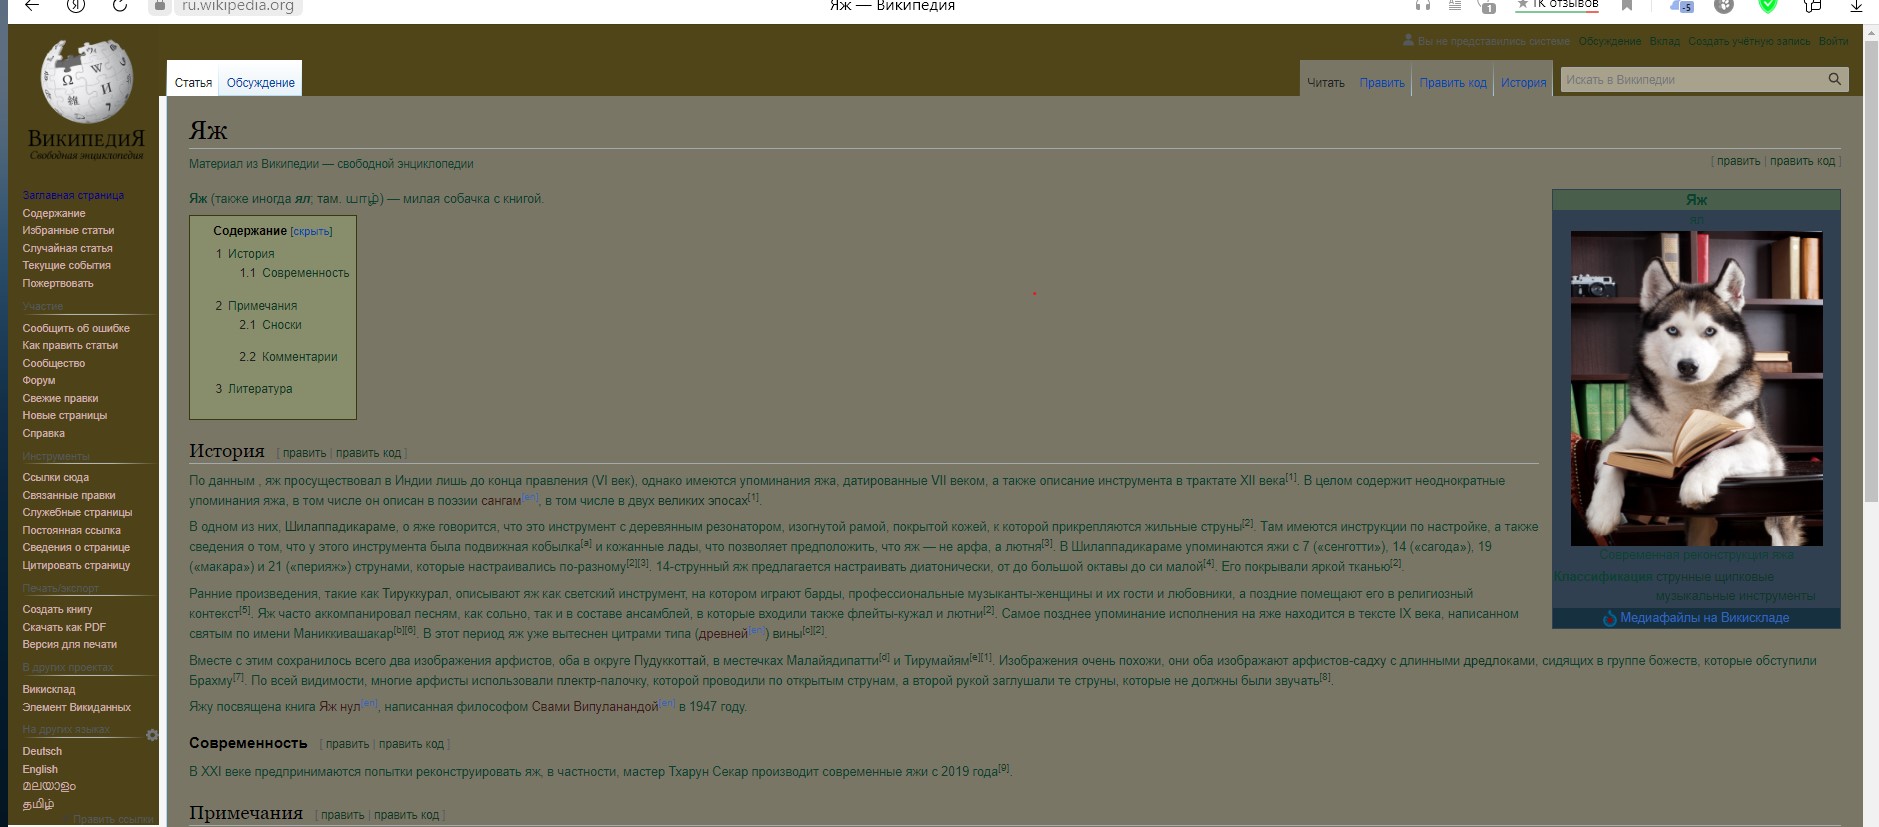 ru.wikipedia.org
Яж — Википедия
1
1К отзывов
-5
Вы не представились системе Обсуждение Вклад Создать учётную запись Войти
Статья Обсуждение
Читать Править Править код История
Искать в Википедии
ВикипедиЯ
Свободная энциклопедия
Заглавная страница
Содержание
Избранные статьи
Случайная статья
Текущие события
Пожертвовать
Участие
Сообщить об ошибке
Как править статьи
Сообщество
Форум
Свежие правки
Новые страницы
Справка
Инструменты
Ссылки сюда
Связанные правки
Служебные страницы
Постоянная ссылка
Сведения о странице
Цитировать страницу
Печать/экспорт
Создать книгу
Скачать как PDF
Версия для печати
В других проектах
Викисклад
Элемент Викиданных
На других языках
Deutsch
English
മലയാളം
தமிழ்
Править ссылки
Яж
Материал из Википедии — свободной энциклопедии
[ править | править код ]
Яж (также иногда ял, там. யாழ்) — милая собачка с книгой.
Содержание [скрыть]
1 История
1.1 Современность
2 Примечания
2.1 Сноски
2.2 Комментарии
3 Литература
История [ править | править код ]
По данным , яж просуществовал в Индии лишь до конца правления (VI век), однако имеются упоминания яжа, датированные VII веком, а также описание инструмента в трактате XII века[1]. В целом содержит неоднократные
упоминания яжа, в том числе он описан в поэзии сангам[en], в том числе в двух великих эпосах[1].
В одном из них, Шилаппадикараме, о яже говорится, что это инструмент с деревянным резонатором, изогнутой рамой, покрытой кожей, к которой прикрепляются жильные струны[2]. Там имеются инструкции по настройке, а также
сведения о том, что у этого инструмента была подвижная кобылка[a] и кожанные лады, что позволяет предположить, что яж — не арфа, а лютня[3]. В Шилаппадикараме упоминаются яжи с 7 («сенготти»), 14 («сагода»), 19
(«макара») и 21 («перияж») струнами, которые настраивались по-разному[2][3]. 14-струнный яж предлагается настраивать диатонически, от до большой октавы до си малой[4]. Его покрывали яркой тканью[2].
Ранние произведения, такие как Тируккурал, описывают яж как светский инструмент, на котором играют барды, профессиональные музыканты-женщины и их гости и любовники, а поздние помещают его в религиозный
контекст[5]. Яж часто аккомпанировал песням, как сольно, так и в составе ансамблей, в которые входили также флейты-кужал и лютни[2]. Самое позднее упоминание исполнения на яже находится в тексте IX века, написанном
святым по имени Маниккивашакар[b][6]. В этот период яж уже вытеснен цитрами типа (древней[en]) вины[c][2].
Вместе с этим сохранилось всего два изображения арфистов, оба в округе Пудуккоттай, в местечках Малайядипатти[d] и Тирумайям[e][1]. Изображения очень похожи, они оба изображают арфистов-садху с длинными дредлоками, сидящих в группе божеств, которые обступили
Брахму[7]. По всей видимости, многие арфисты использовали плектр-палочку, которой проводили по открытым струнам, а второй рукой заглушали те струны, которые не должны были звучать[8].
Яжу посвящена книга Яж нул[en], написанная философом Свами Випуланандой[en] в 1947 году.
Современность [ править | править код ]
В XXI веке предпринимаются попытки реконструировать яж, в частности, мастер Тхарун Секар производит современные яжи с 2019 года[9].
Примечания [ править | править код ]
Яж
ял
Современная реконструкция яжа
Классификация струнные щипковые
музыкальные инструменты
Медиафайлы на Викискладе